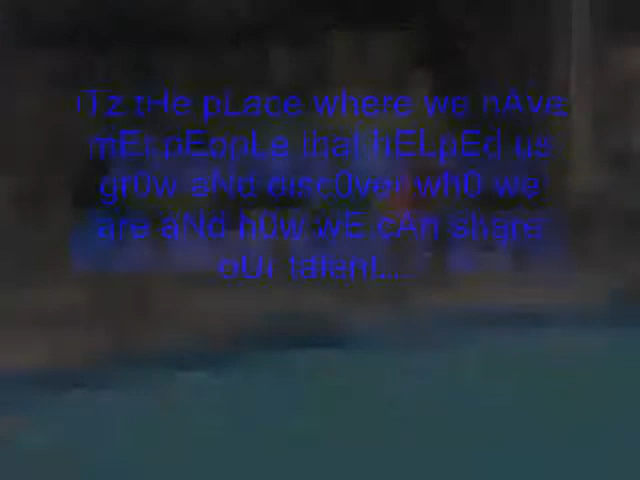 iTz tHe pLace where we hAve
mEt pEopLe that hELpEd us
gr0w aNd disc0ver wh0 we
are aNd h0w wE cAn share
oUr talent....